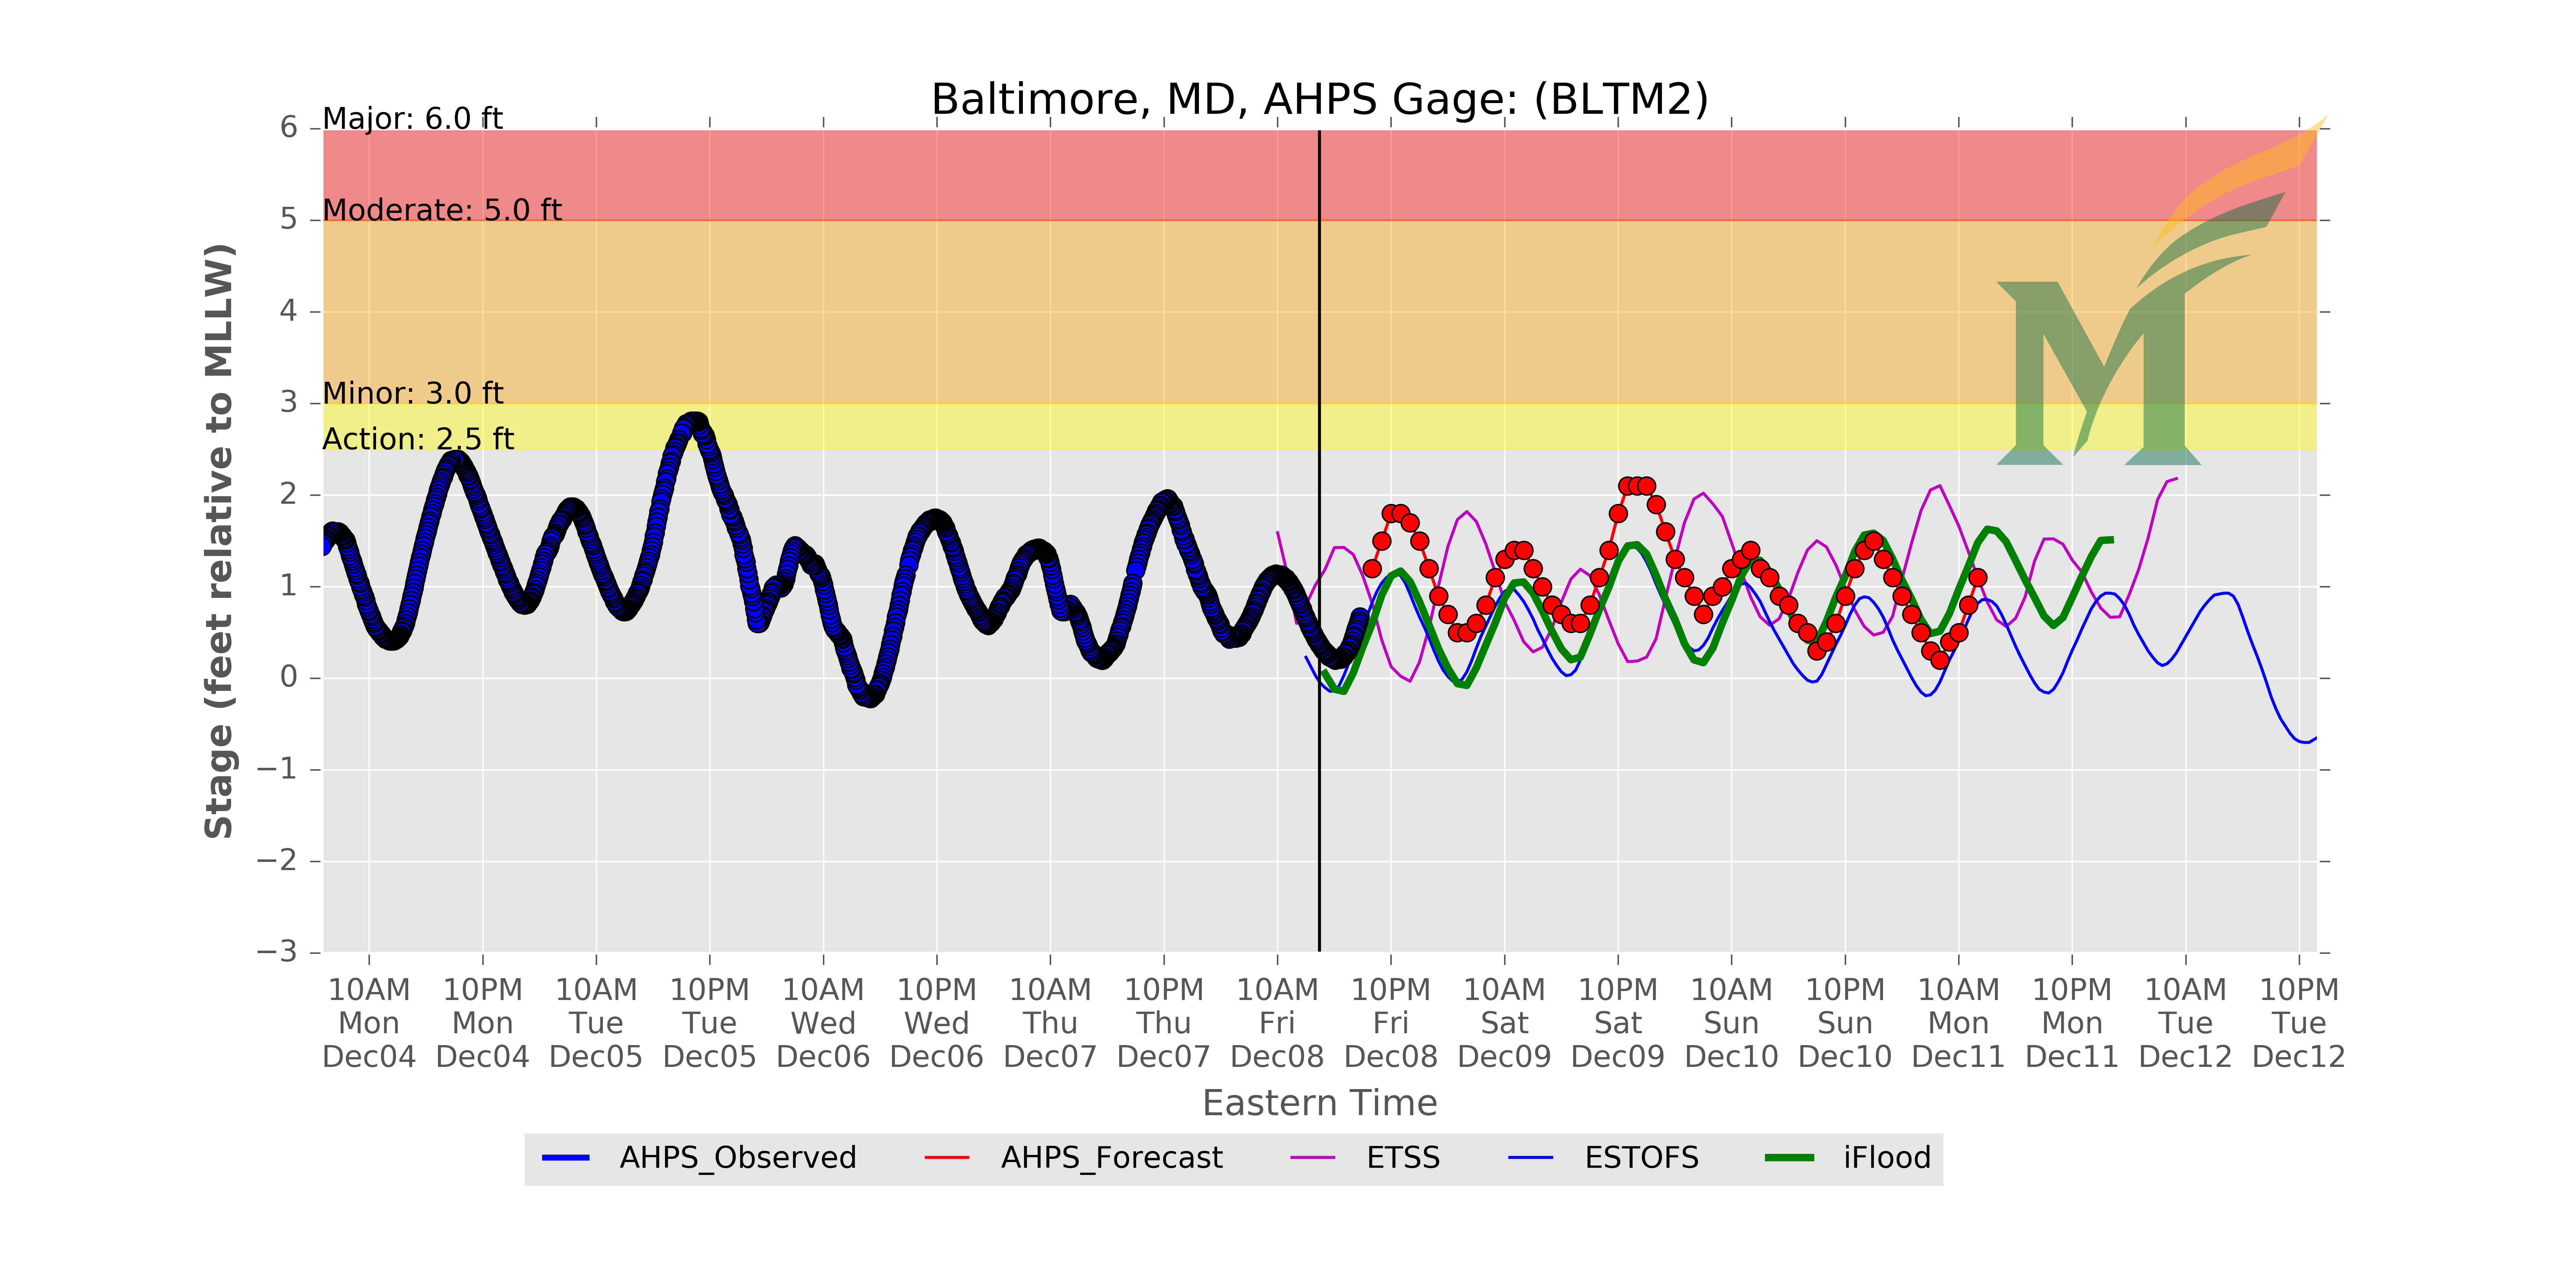 Baltimore, MD, AHPS Gage: (BLTM2)
Major: 6.0 ft
Moderate: 5.0 ft
Minor: 3.0 ft
Action: 2.5 ft
6
5
4
3
2
1
0
−1
−2
−3
Stage (feet relative to MLLW)
10AM 10PM 10AM 10PM 10AM 10PM 10AM 10PM 10AM 10PM 10AM 10PM 10AM 10PM 10AM 10PM 10AM 10PM
Mon Mon Tue Tue Wed Wed Thu Thu Fri Fri Sat Sat Sun Sun Mon Mon Tue Tue
Dec04 Dec04 Dec05 Dec05 Dec06 Dec06 Dec07 Dec07 Dec08 Dec08 Dec09 Dec09 Dec10 Dec10 Dec11 Dec11 Dec12 Dec12
Eastern Time
AHPS_Observed AHPS_Forecast ETSS ESTOFS iFlood
M